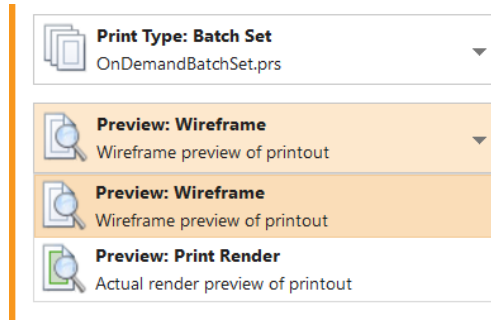 Print Type: Batch Set
OnDemandBatchSet.prs
Preview: Wireframe
Wireframe preview of printout
Preview: Wireframe
Wireframe preview of printout
Preview: Print Render
Actual render preview of printout